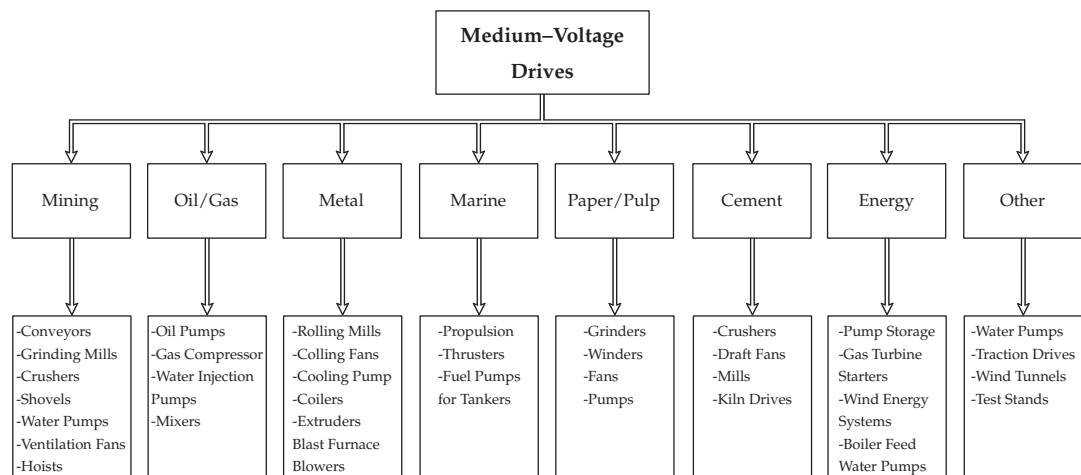 Medium–Voltage
Drives
Mining
Oil/Gas
Metal
Marine
Paper/Pulp
Cement
Energy
Other
-Conveyors
-Grinding Mills
-Crushers
-Shovels
-Water Pumps
-Ventilation Fans
-Hoists
-Oil Pumps
-Gas Compressor
-Water Injection
Pumps
-Mixers
-Rolling Mills
-Colling Fans
-Cooling Pump
-Coilers
-Extruders
Blast Furnace
Blowers
-Propulsion
-Thrusters
-Fuel Pumps
for Tankers
-Grinders
-Winders
-Fans
-Pumps
-Crushers
-Draft Fans
-Mills
-Kiln Drives
-Pump Storage
-Gas Turbine
Starters
-Wind Energy
Systems
-Boiler Feed
Water Pumps
-Water Pumps
-Traction Drives
-Wind Tunnels
-Test Stands